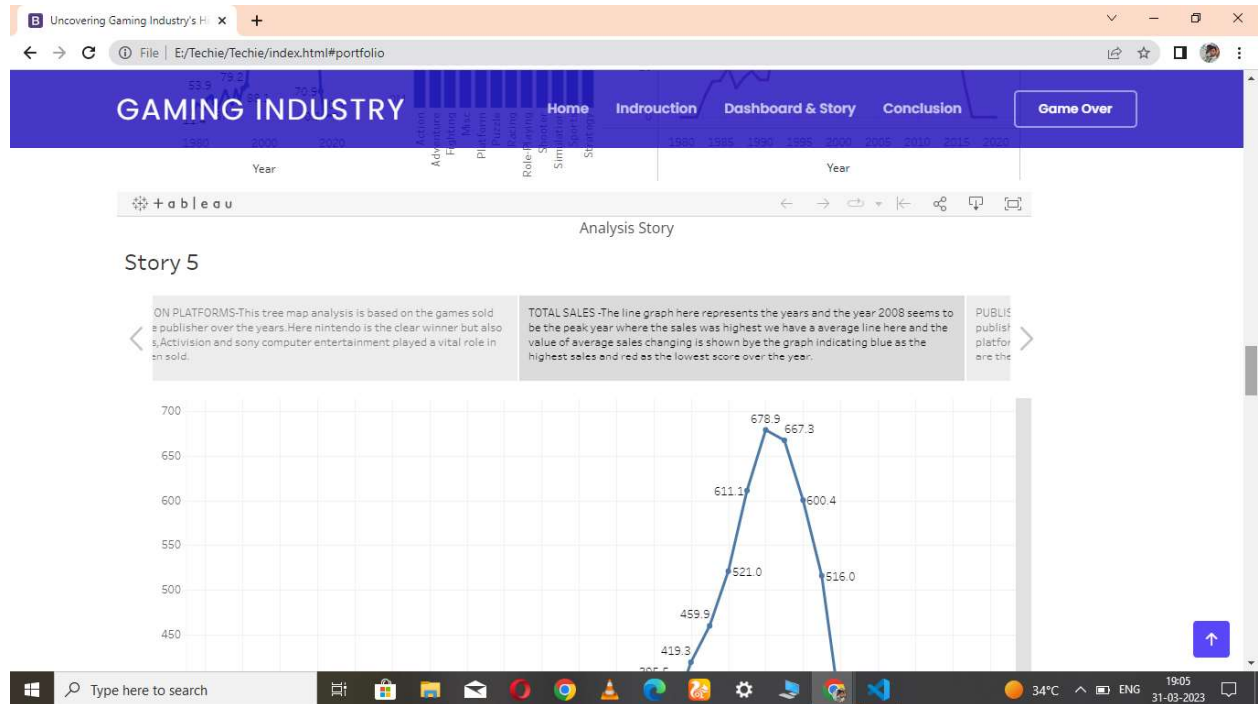 Uncovering Gaming Industry's H
File | E:/Techie/Techie/index.html#portfolio
GAMING INDUSTRY
Home Indrouction Dashboard & Story Conclusion Game Over
53.9 79.2
1980 2000 2020
Year
Action
Adventure
Fighting
Misc
Platform
Puzzle
Racing
Role-Playing
Shooter
Simulation
Sports
Strategy
1980 1985 1990 1995 2000 2005 2010 2015 2020
Year
+ a b l e a u
Analysis Story
Story 5
ON PLATFORMS-This tree map analysis is based on the games sold
e publisher over the years.Here nintendo is the clear winner but also
s,Activision and sony computer entertainment played a vital role in
en sold.
TOTAL SALES -The line graph here represents the years and the year 2008 seems to
be the peak year where the sales was highest we have a average line here and the
value of average sales changing is shown bye the graph indicating blue as the
highest sales and red as the lowest score over the year.
PUBLIS
publish
platfor
are the
700
650
600
550
500
450
678.9
667.3
611.1
600.4
521.0
516.0
459.9
419.3
Type here to search
34°C
ENG
19:05
31-03-2023